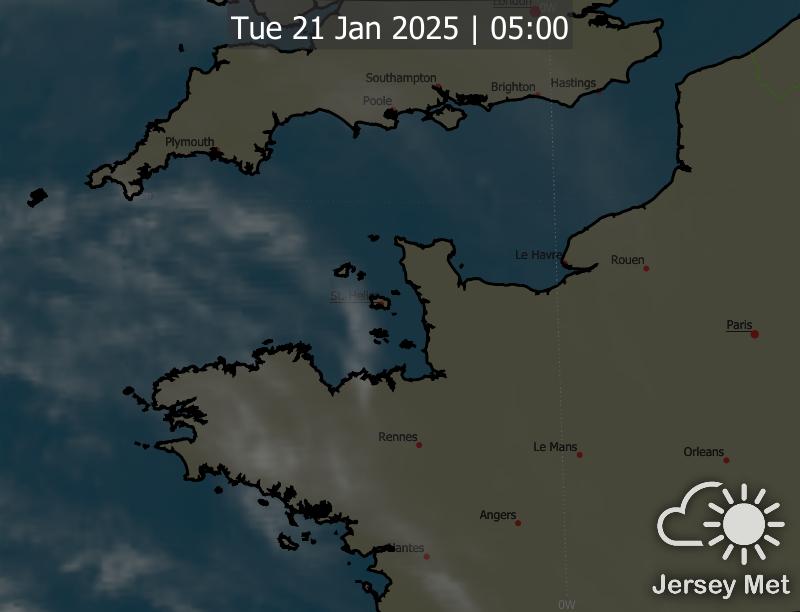 London
0W
Tue 21 Jan 2025 | 05:00
Southampton
Brighton
Hastings
Poole
Plymouth
Le Havre
Rouen
St. Helier
Paris
Rennes
Le Mans
Orleans
Angers
Nantes
Jersey Met
0W